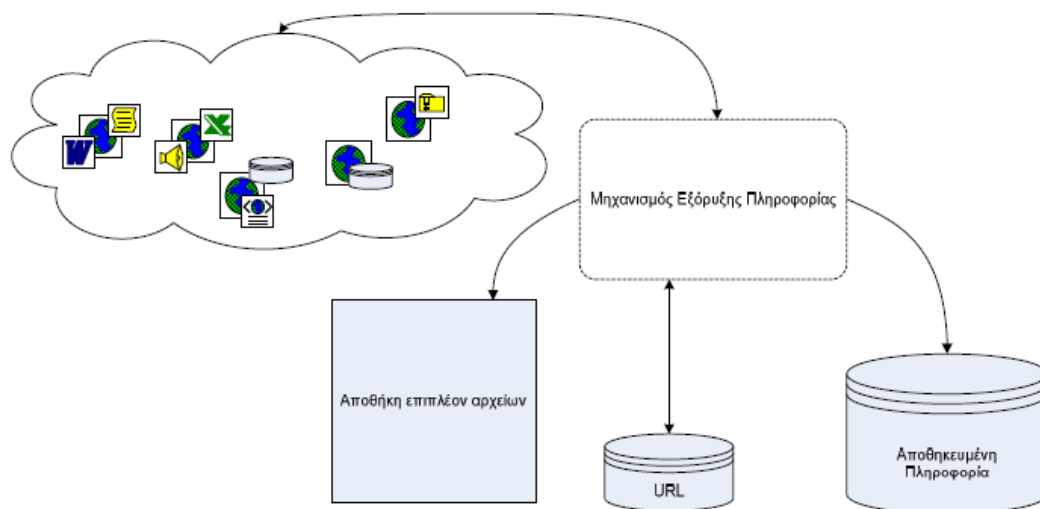 W
X
Μηχανισμός Εξόρυξης Πληροφορίας
Αποθήκη επιπλέον αρχείων
URL
Αποθηκευμένη
Πληροφορία